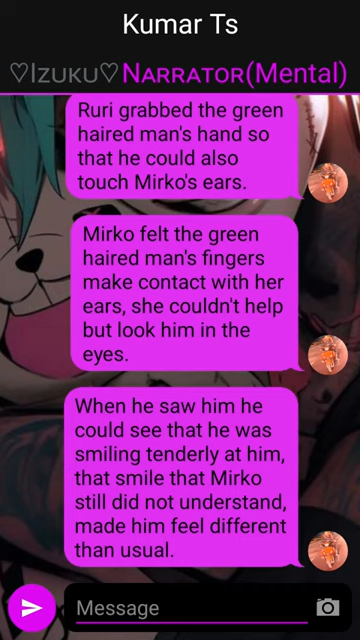 Kumar Ts
♡Izuku♡Narrator(Mental)
Ruri grabbed the green
haired man's hand so
that he could also
touch Mirko's ears.
Mirko felt the green
haired man's fingers
make contact with her
ears, she couldn't help
but look him in the
eyes.
When he saw him he
could see that he was
smiling tenderly at him,
that smile that Mirko
still did not understand,
made him feel different
than usual.
Message